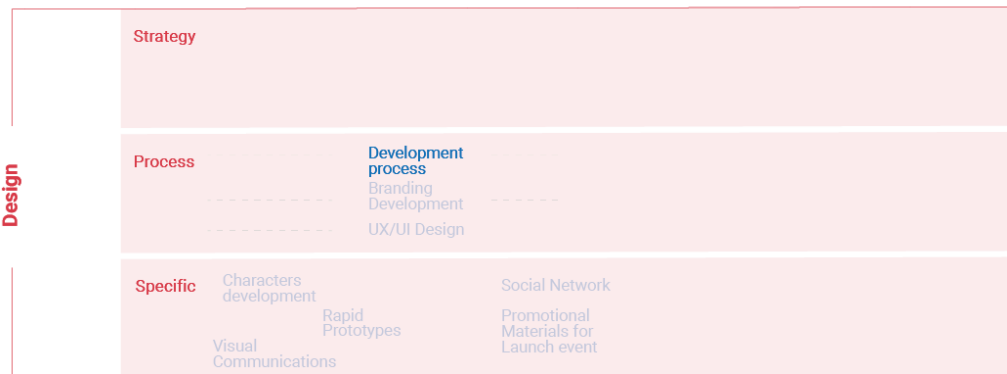 Design
Strategy
Process
Development
process
Branding
Development
UX/UI Design
Specific
Characters
development
Rapid
Prototypes
Visual
Communications
Social Network
Promotional
Materials for
Launch event